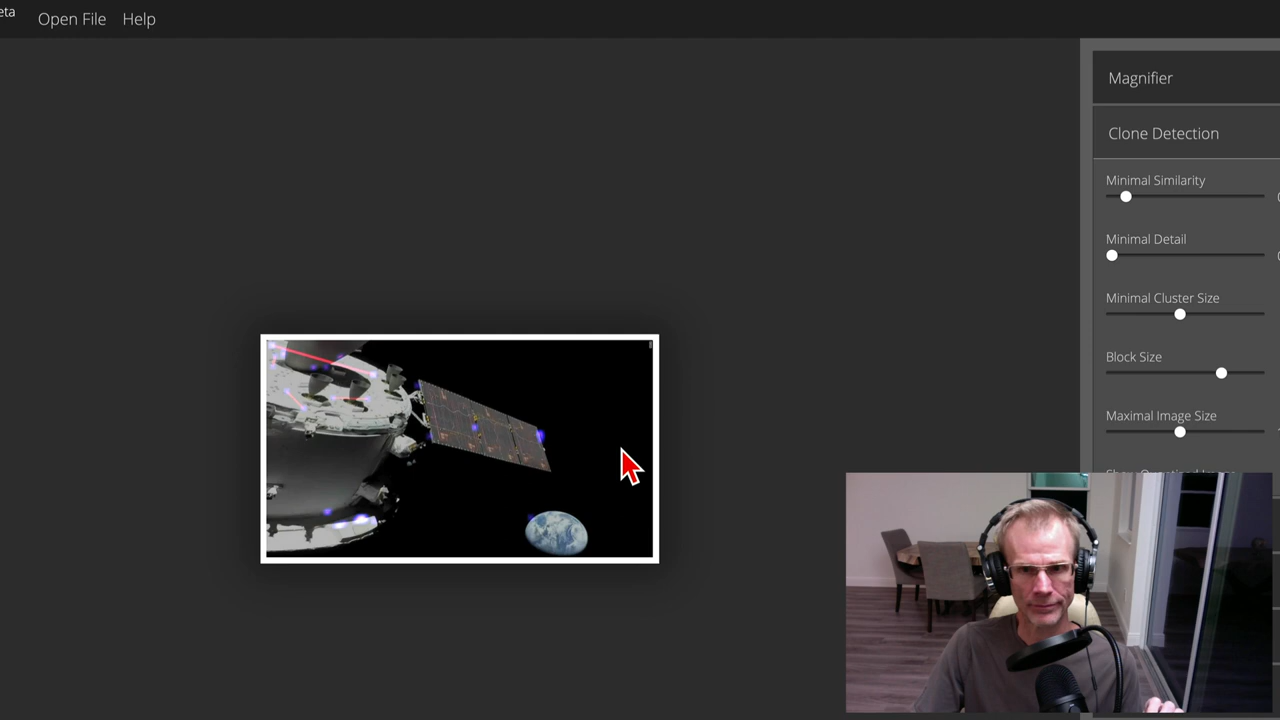 eta
Open File
Help
Magnifier
Clone Detection
Minimal Similarity
Minimal Detail
Minimal Cluster Size
Block Size
Maximal Image Size